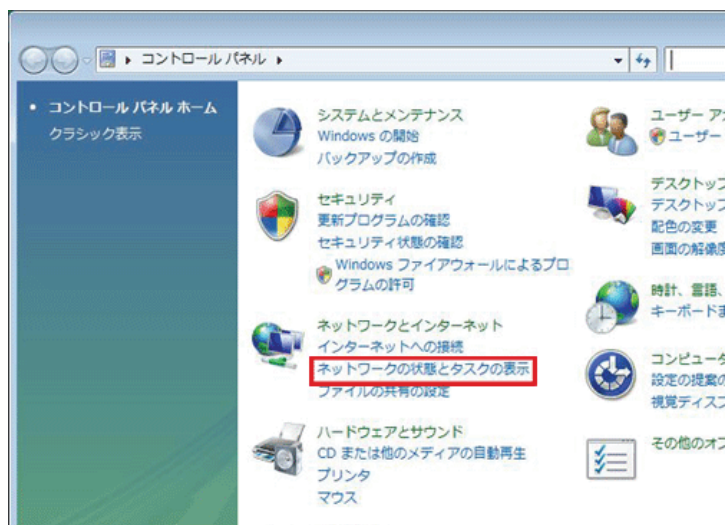 コントロール パネル
コントロール パネル ホーム
クラシック表示
システムとメンテナンス
Windows の開始
バックアップの作成
セキュリティ
更新プログラムの確認
セキュリティ状態の確認
Windows ファイアウォールによるプロ
グラムの許可
ネットワークとインターネット
インターネットへの接続
ネットワークの状態とタスクの表示
ファイルの共有の設定
ハードウェアとサウンド
CD または他のメディアの自動再生
プリンタ
マウス
ユーザー ア
ユーザー
デスクトップ
デスクトップ
配色の変更
画面の解像度
時計、言語、
キーボードま
コンピュータ
設定の提案の
視覚ディスプ
その他のオプ